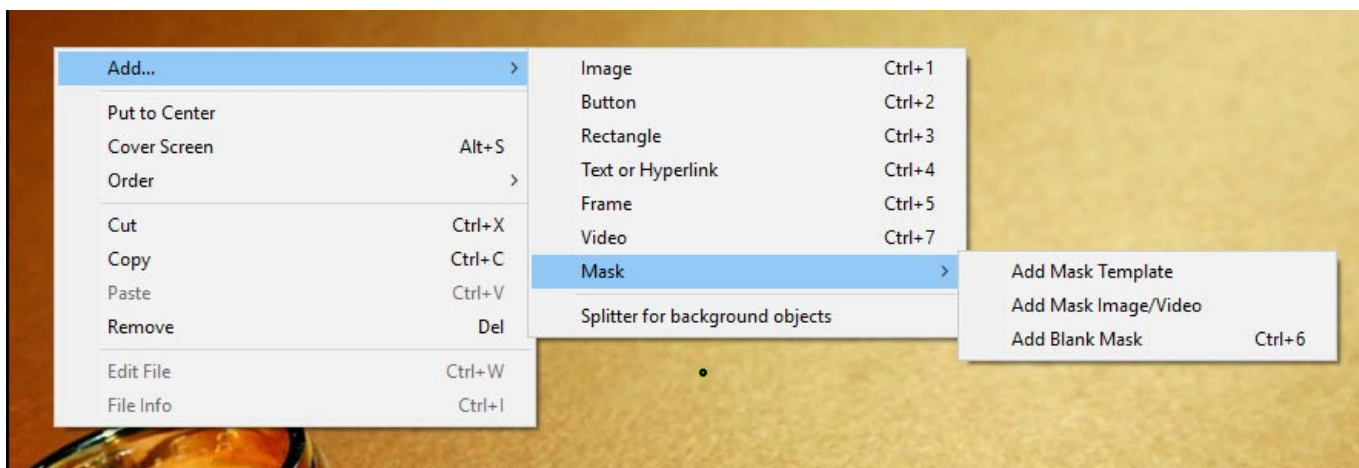 Add...
Put to Center
Cover Screen Alt+S
Order
Cut Ctrl+X
Copy Ctrl+C
Paste Ctrl+V
Remove Del
Edit File Ctrl+W
File Info Ctrl+I
Image Ctrl+1
Button Ctrl+2
Rectangle Ctrl+3
Text or Hyperlink Ctrl+4
Frame Ctrl+5
Video Ctrl+7
Mask
Splitter for background objects
Add Mask Template
Add Mask Image/Video
Add Blank Mask Ctrl+6